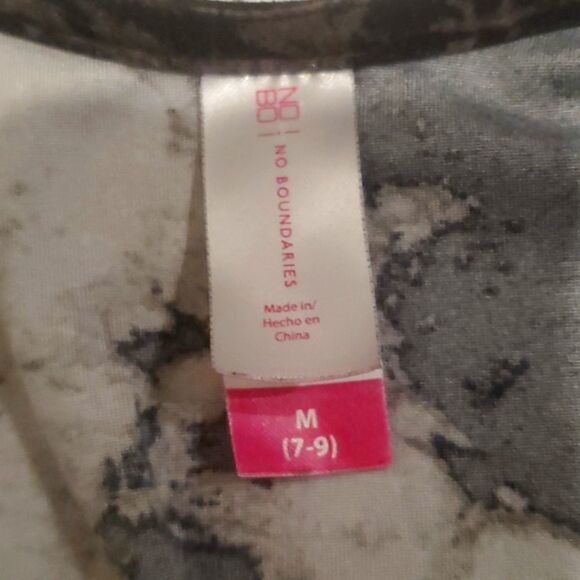 NO
BO
NO BOUNDARIES
Made in/
Hecho en
China
M
(7-9)